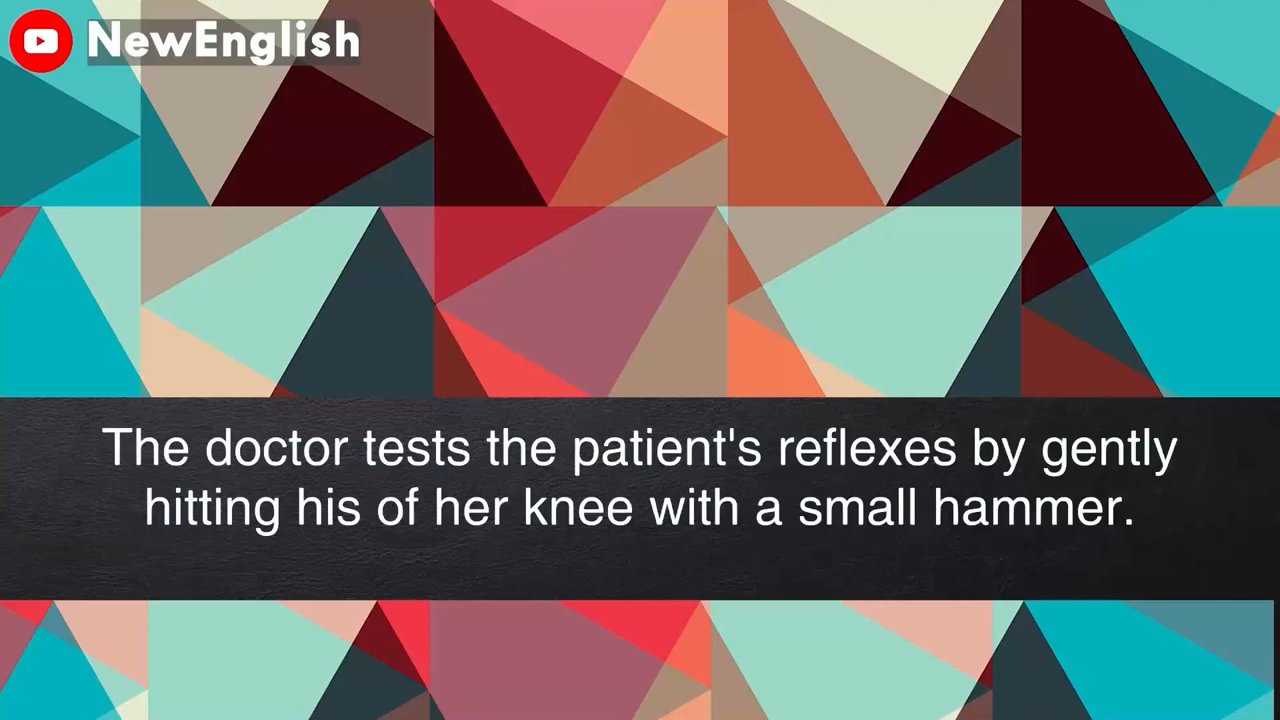 NewEnglish
The doctor tests the patient's reflexes by gently
hitting his of her knee with a small hammer.